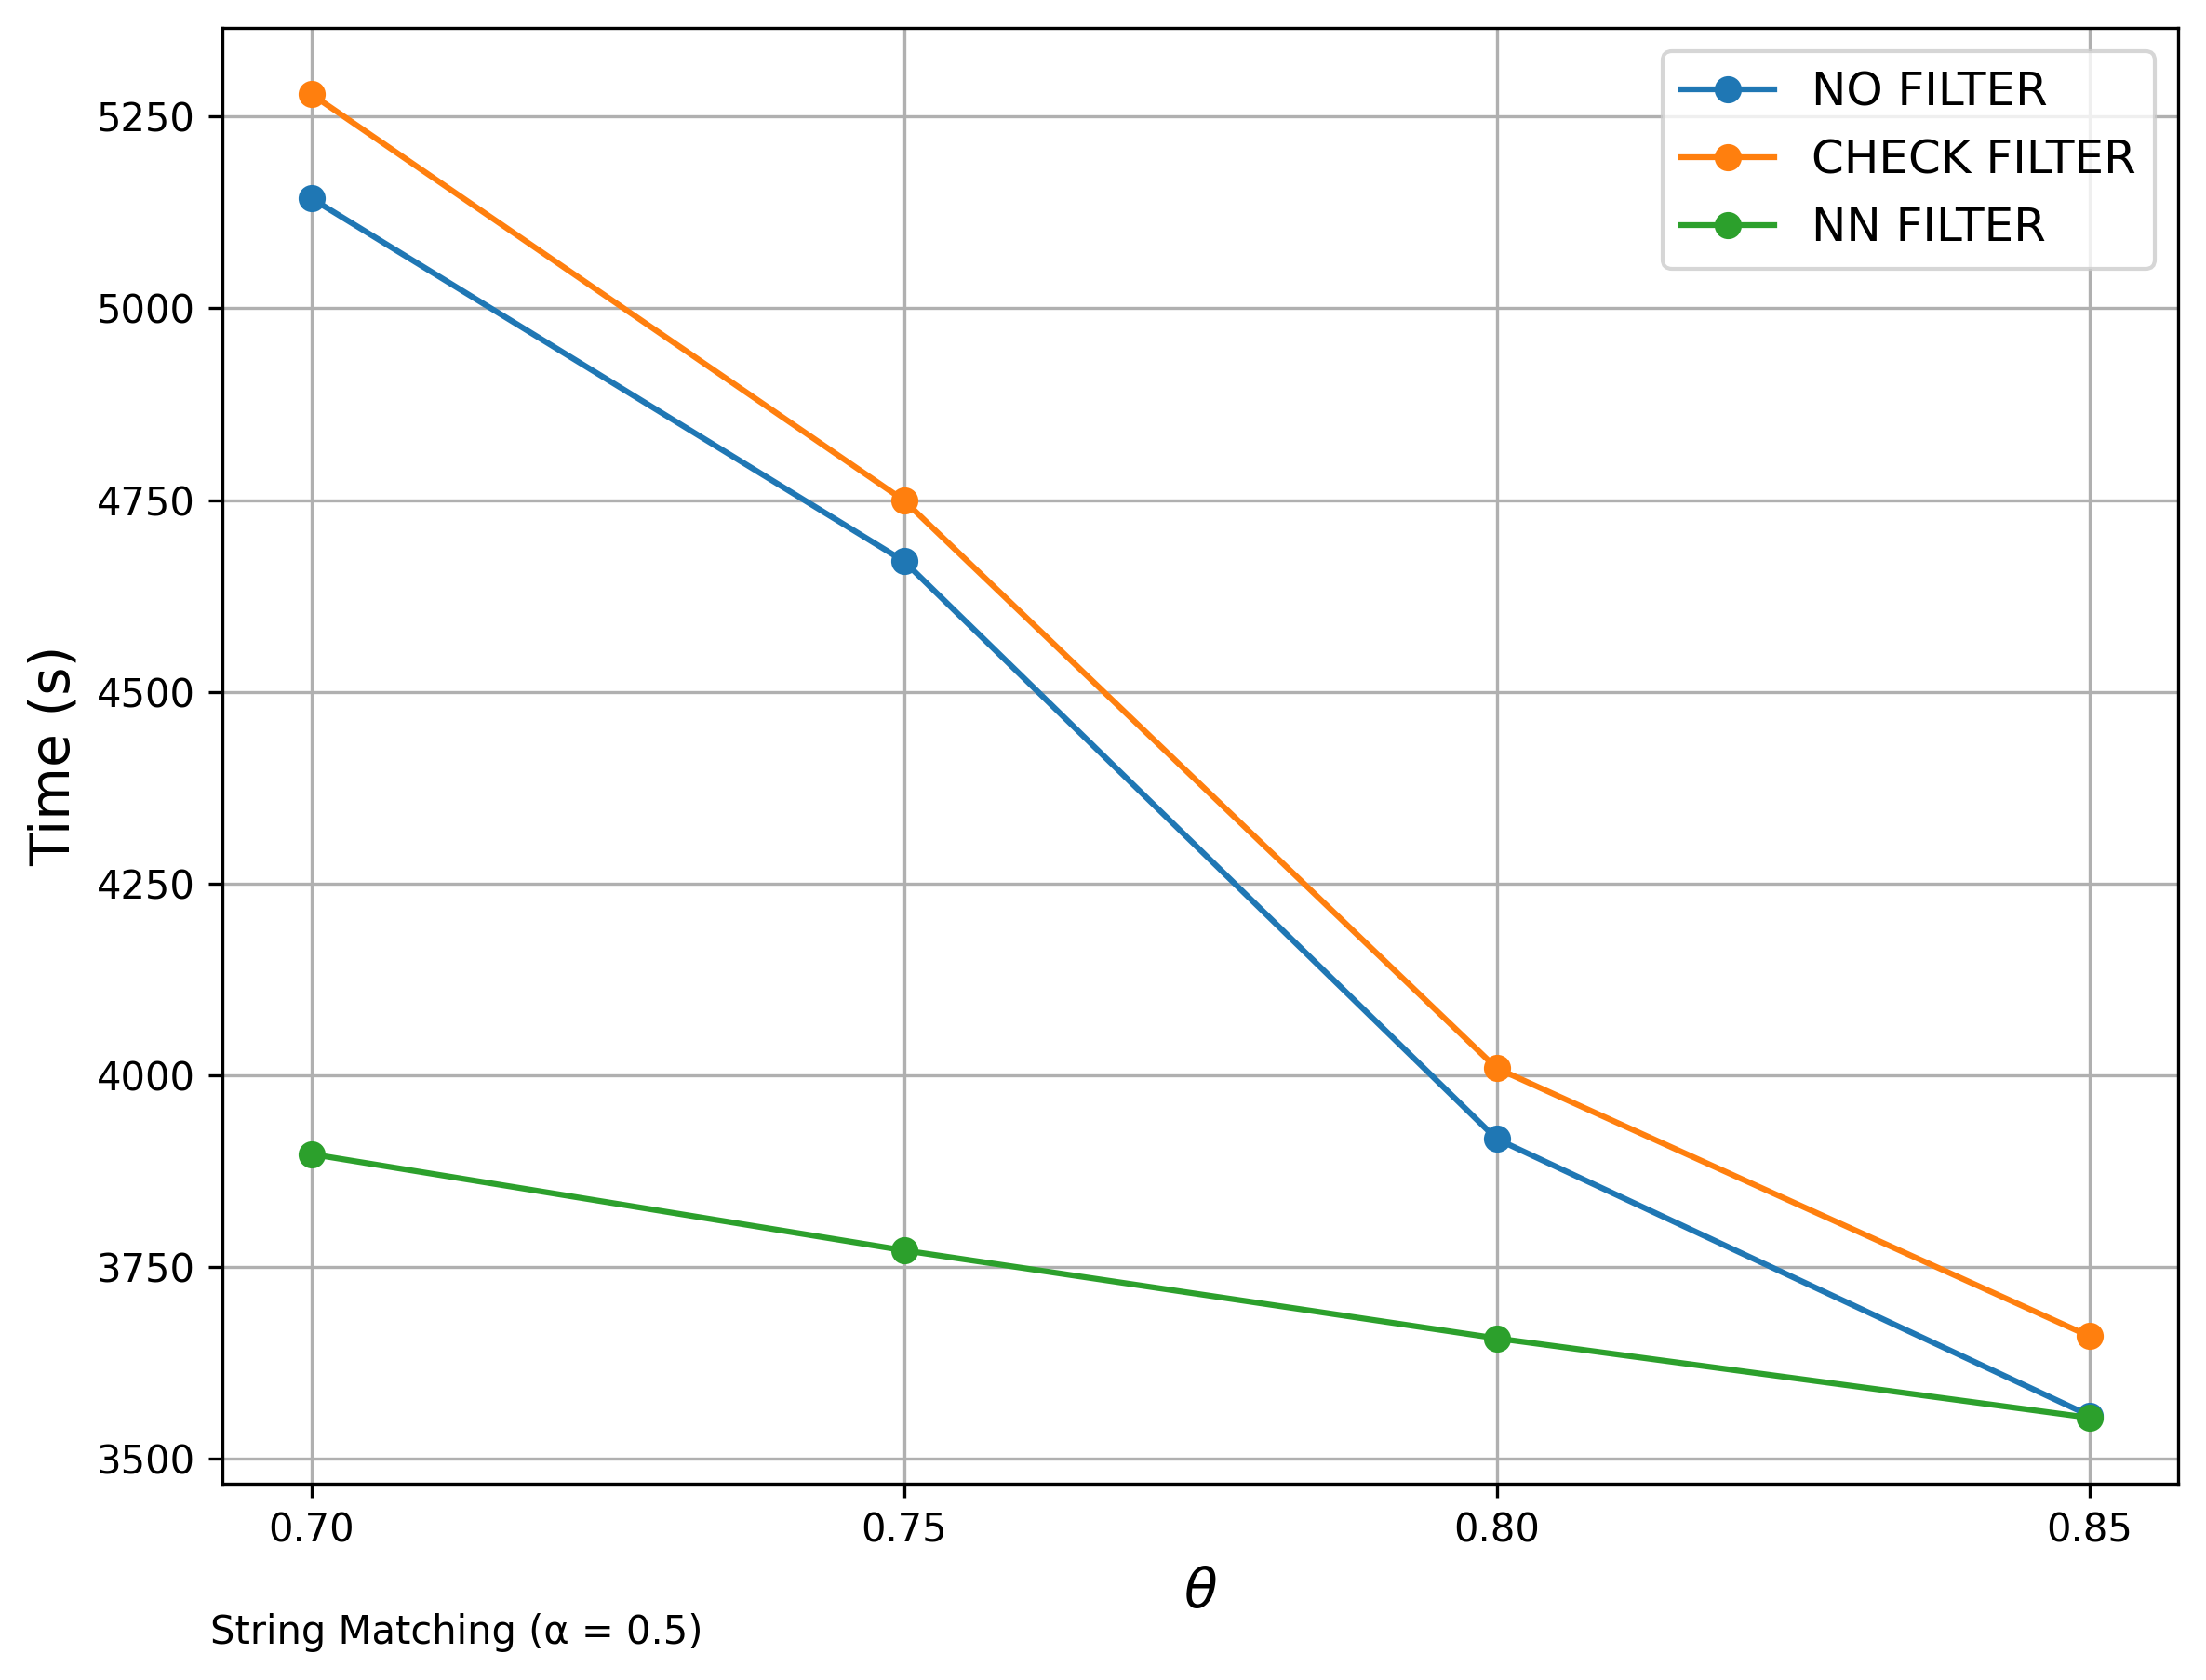 NO FILTER
CHECK FILTER
NN FILTER
5250
5000
4750
4500
4250
4000
3750
3500
Time (s)
0.70 0.75 0.80 0.85
θ
String Matching (α = 0.5)